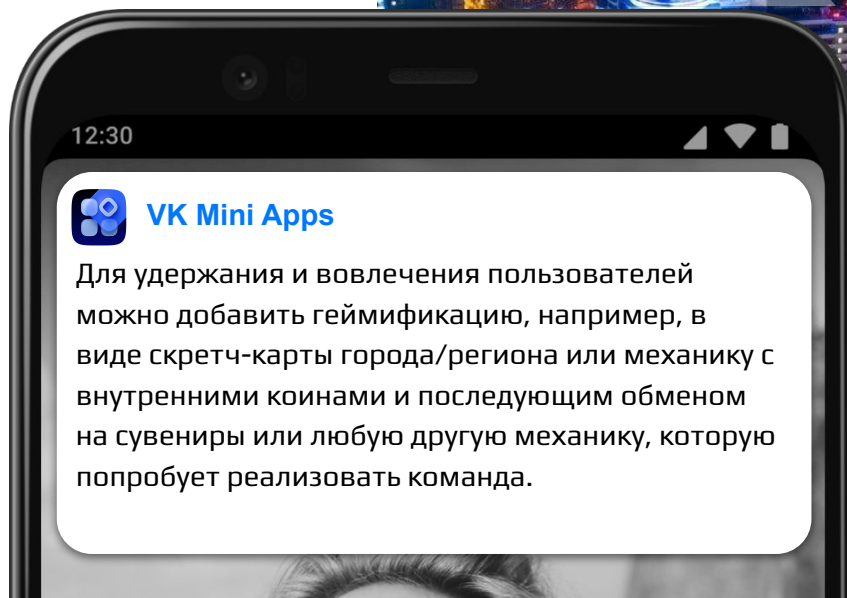 12:30
VK Mini Apps
Для удержания и вовлечения пользователей
можно добавить геймификацию, например, в
виде скретч-карты города/региона или механику с
внутренними коинами и последующим обменом
на сувениры или любую другую механику, которую
попробует реализовать команда.